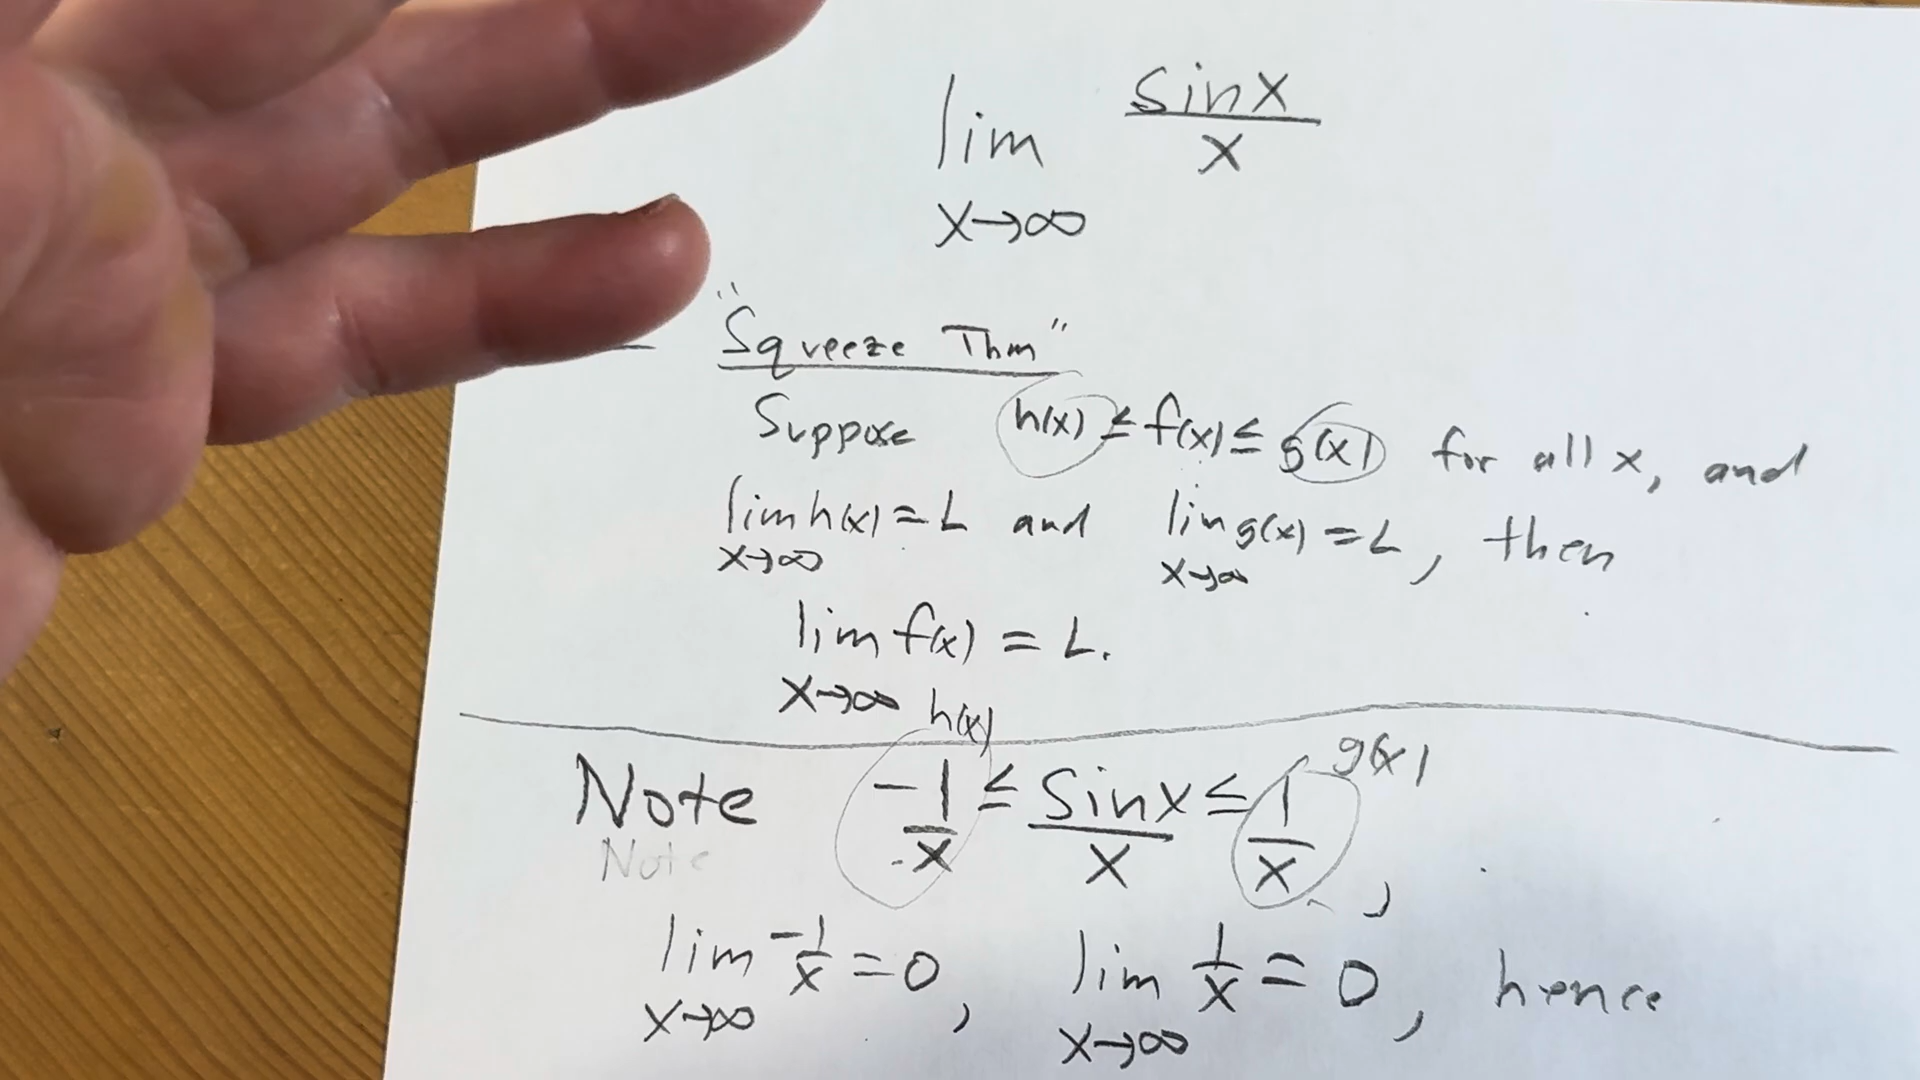 lim x→∞ sinx/x
"Squeeze Thm"
Suppose h(x) ≤ f(x) ≤ g(x) for all x, and
lim x→∞ h(x) = L and lim x→∞ g(x) = L, then
lim x→∞ f(x) = L.
h(x) g(x)
Note -1/x ≤ sinx/x ≤ 1/x ,
Note
lim x→∞ -1/x = 0, lim x→∞ 1/x = 0, hence